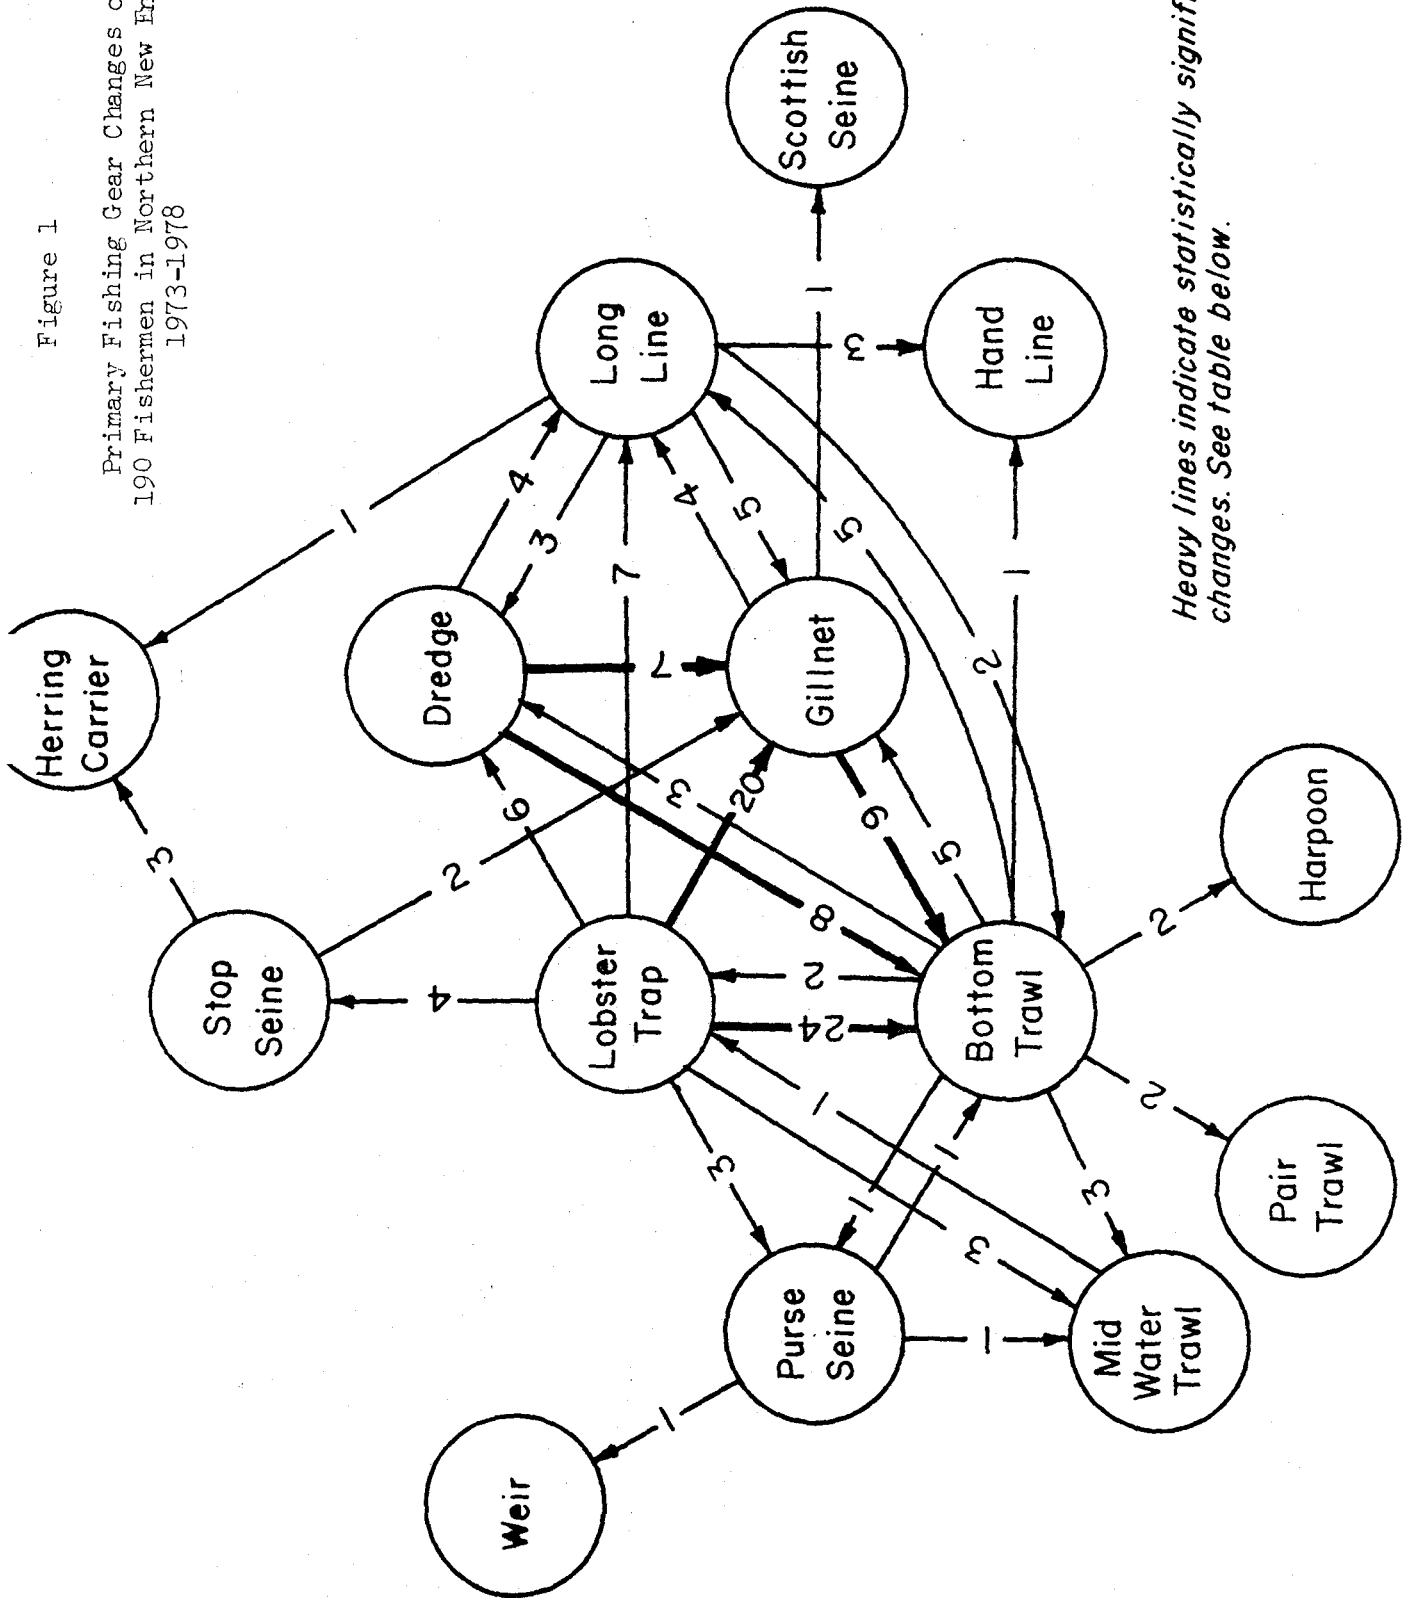 Figure 1
Primary Fishing Gear Changes
190 Fishermen in Northern New
1973-1978
Herring
Carrier
Stop
Seine
Dredge
Long
Line
Lobster
Trap
Gillnet
Scottish
Seine
Weir
Purse
Seine
Bottom
Trawl
Hand
Line
Mid
Water
Trawl
Pair
Trawl
Harpoon
3
1
4
2
6
7
20
24
2
3
3
1
4
3
7
8
3
4
5
9
5
5
2
1
3
1
1
1
1
1
3
2
2
Heavy lines indicate statistically
changes. See table below.